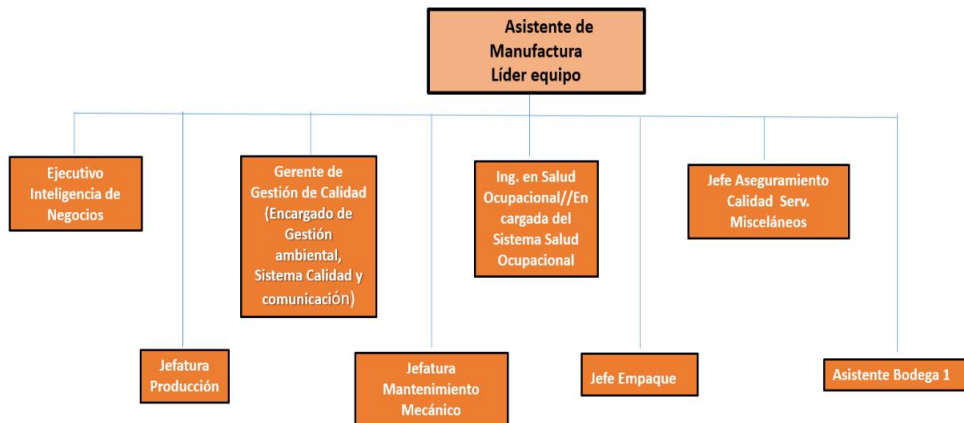 Asistente de
Manufactura
Líder equipo
Ejecutivo
Inteligencia de
Negocios
Gerente de
Gestión de Calidad
(Encargado de
Gestión
ambiental,
Sistema Calidad y
comunicación)
Ing. en Salud
Ocupacional//En
cargada del
Sistema Salud
Ocupacional
Jefe Aseguramiento
Calidad Serv.
Misceláneos
Jefatura
Producción
Jefatura
Mantenimiento
Mecánico
Jefe Empaque
Asistente Bodega 1